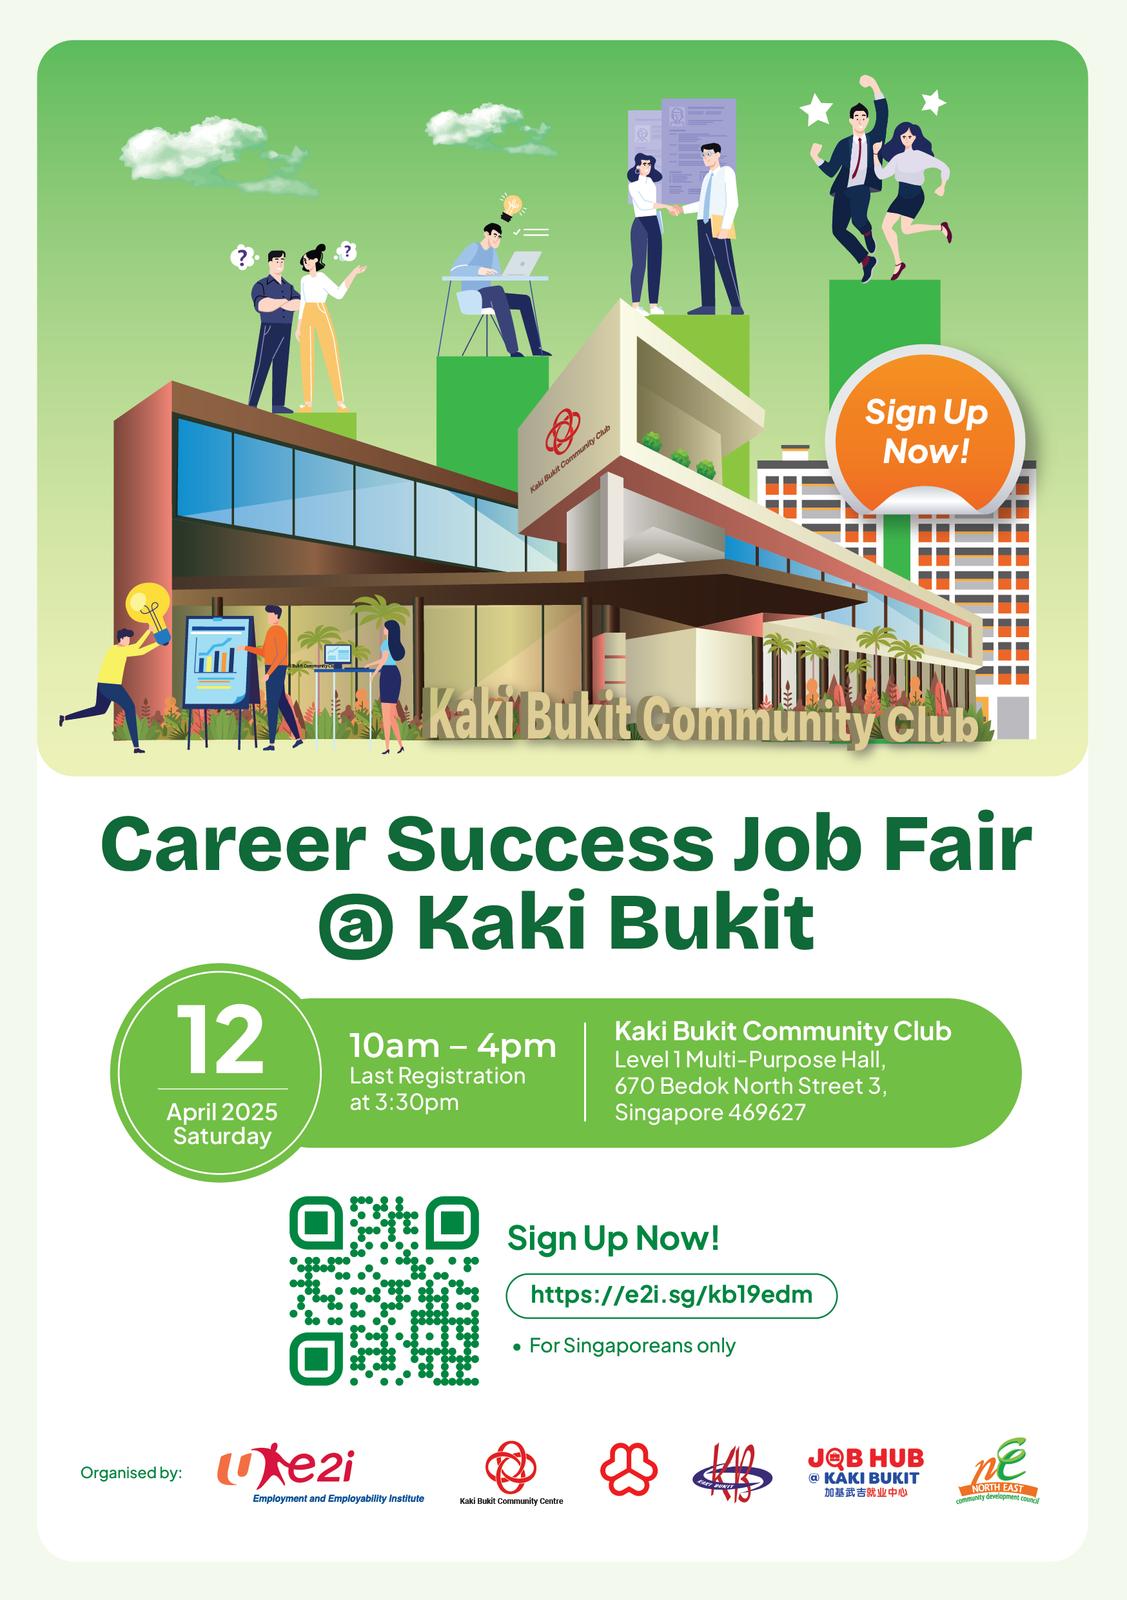 ?
?
Kaki Bukit Community Club
Sign Up
Now!
Kaki Bukit Community Club
Career Success Job Fair
@ Kaki Bukit
12
April 2025
Saturday
10am – 4pm
Last Registration
at 3:30pm
Kaki Bukit Community Club
Level 1 Multi-Purpose Hall,
670 Bedok North Street 3,
Singapore 469627
Sign Up Now!
https://e2i.sg/kb19edm
• For Singaporeans only
Organised by:
U e2i
Employment and Employability Institute
Kaki Bukit Community Centre
KB
KAKI BUKIT
JOB HUB
@ KAKI BUKIT
加基武吉就业中心
ne
NORTH EAST
community development council